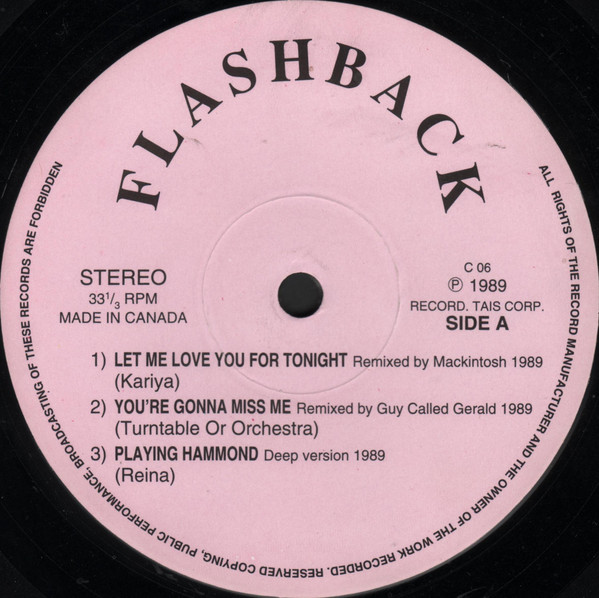 FLASHBACK
STEREO
33 1/3 RPM
MADE IN CANADA
C 06
℗ 1989
RECORD. TAIS CORP.
SIDE A
1) LET ME LOVE YOU FOR TONIGHT Remixed by Mackintosh 1989
(Kariya)
2) YOU'RE GONNA MISS ME Remixed by Guy Called Gerald 1989
(Turntable Or Orchestra)
3) PLAYING HAMMOND Deep version 1989
(Reina)
ALL RIGHTS OF THE RECORD MANUFACTURER AND THE OWNER OF THE WORK RECORDED. RESERVED COPYING, PUBLIC PERFORMANCE, BROADCASTING OF THESE RECORDS ARE FORBIDDEN